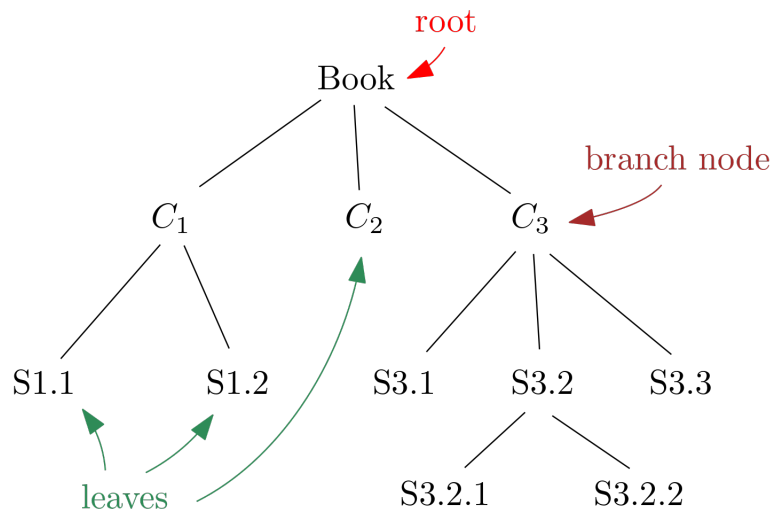 root
Book
branch node
C₁ C₂ C₃
S1.1 S1.2 S3.1 S3.2 S3.3
leaves S3.2.1 S3.2.2